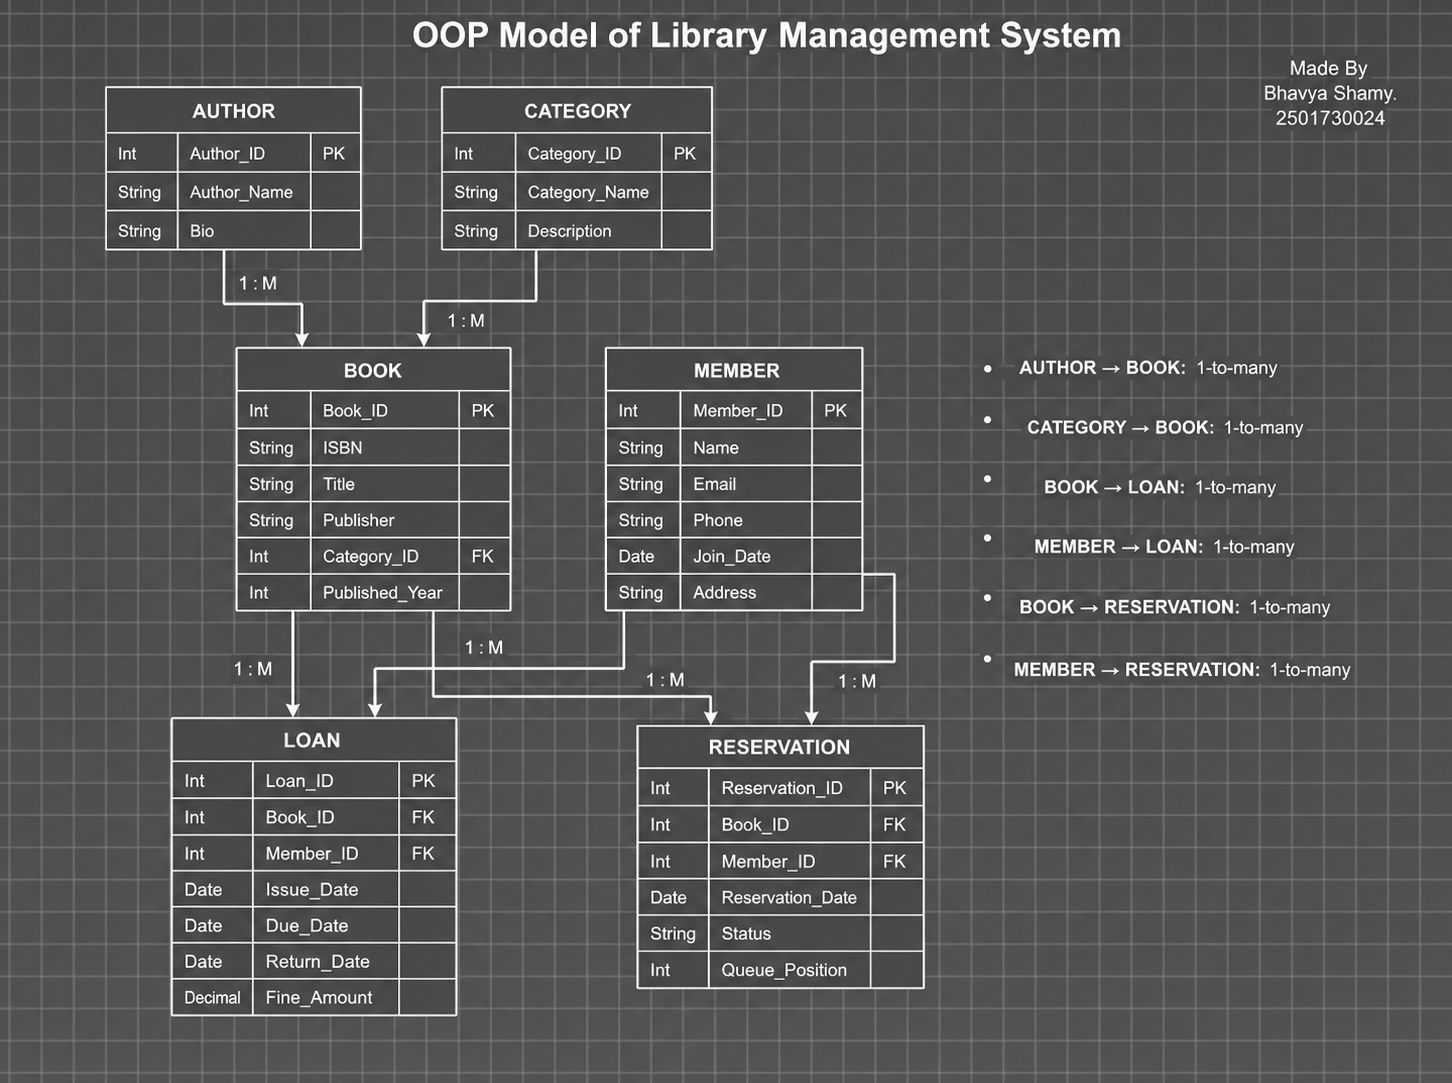 OOP Model of Library Management System
Made By
Bhavya Shamy.
2501730024
AUTHOR
Int Author_ID PK
String Author_Name
String Bio
CATEGORY
Int Category_ID PK
String Category_Name
String Description
1 : M
1 : M
BOOK
Int Book_ID PK
String ISBN
String Title
String Publisher
Int Category_ID FK
Int Published_Year
MEMBER
Int Member_ID PK
String Name
String Email
String Phone
Date Join_Date
String Address
• AUTHOR → BOOK: 1-to-many
• CATEGORY → BOOK: 1-to-many
• BOOK → LOAN: 1-to-many
• MEMBER → LOAN: 1-to-many
• BOOK → RESERVATION: 1-to-many
• MEMBER → RESERVATION: 1-to-many
1 : M
1 : M
1 : M
1 : M
LOAN
Int Loan_ID PK
Int Book_ID FK
Int Member_ID FK
Date Issue_Date
Date Due_Date
Date Return_Date
Decimal Fine_Amount
RESERVATION
Int Reservation_ID PK
Int Book_ID FK
Int Member_ID FK
Date Reservation_Date
String Status
Int Queue_Position